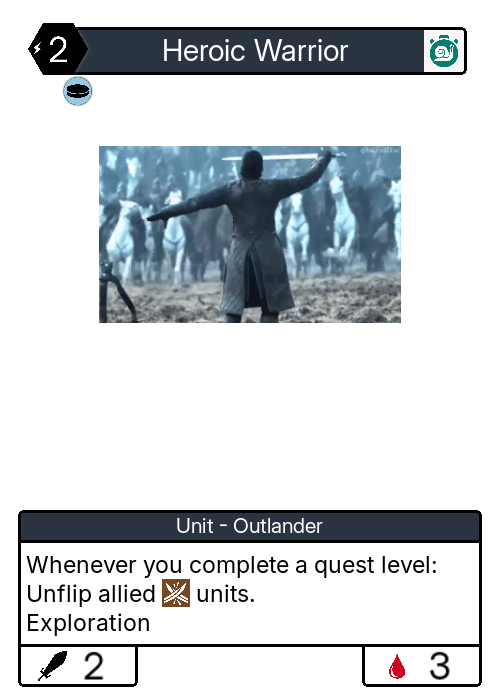 2
Heroic Warrior
Unit - Outlander
Whenever you complete a quest level:
Unflip allied units.
Exploration
2
3